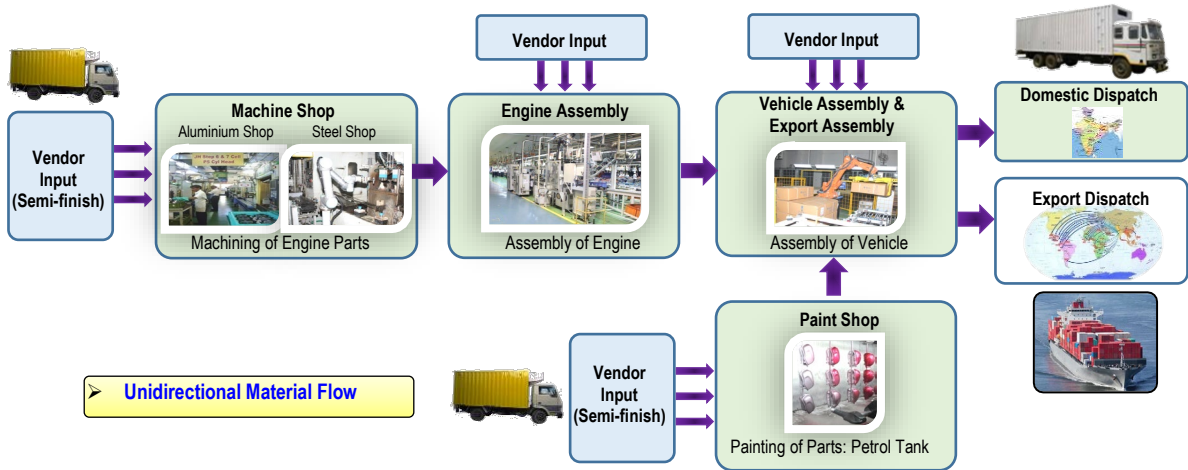 Vendor Input
Vendor Input
Domestic Dispatch
Machine Shop
Aluminium Shop
Steel Shop
Engine Assembly
Vehicle Assembly &
Export Assembly
Vendor
Input
(Semi-finish)
Machining of Engine Parts
Assembly of Engine
Assembly of Vehicle
Export Dispatch
Paint Shop
Vendor
Input
(Semi-finish)
Painting of Parts: Petrol Tank
➢ Unidirectional Material Flow